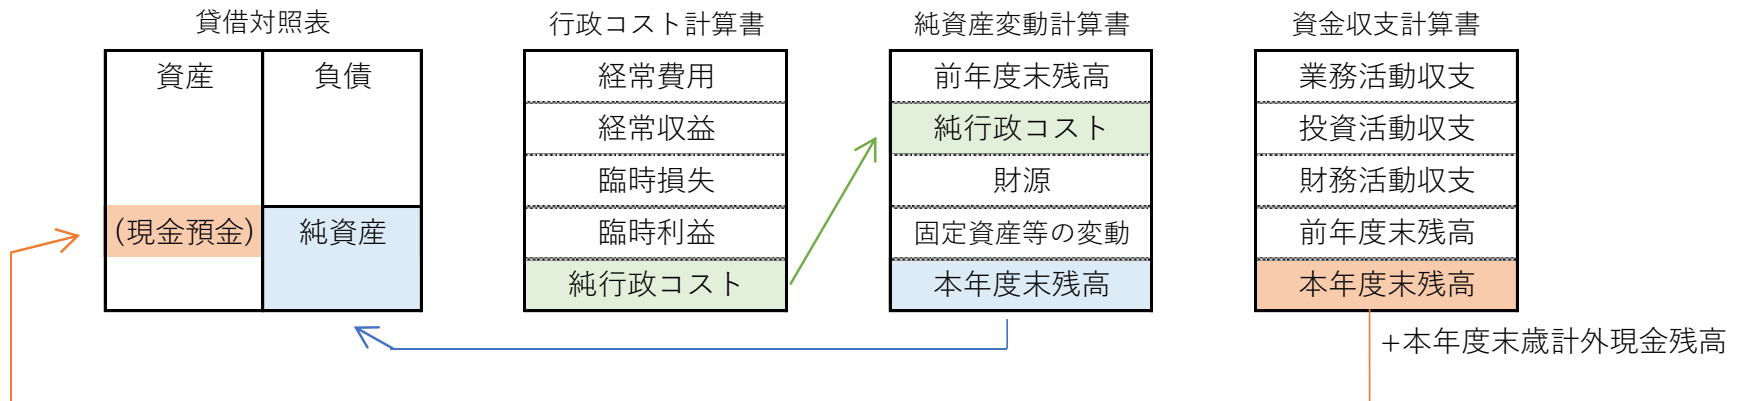 貸借対照表
資産
負債
(現金預金)
純資産
行政コスト計算書
経常費用
経常収益
臨時損失
臨時利益
純行政コスト
純資産変動計算書
前年度末残高
純行政コスト
財源
固定資産等の変動
本年度末残高
資金収支計算書
業務活動収支
投資活動収支
財務活動収支
前年度末残高
本年度末残高
+本年度末歳計外現金残高